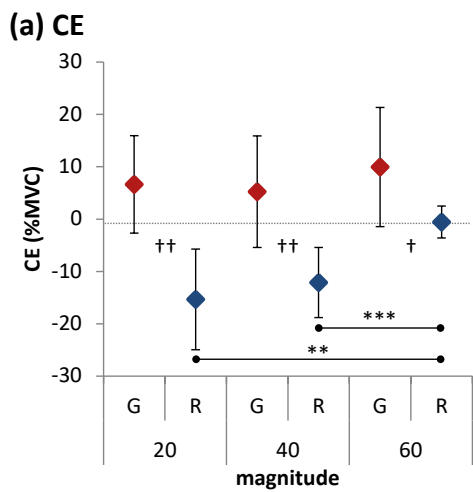 (a) CE
30
20
10
0
-10
-20
-30
CE (%MVC)
†† †† †
***
**
G R G R G R
20 40 60
magnitude